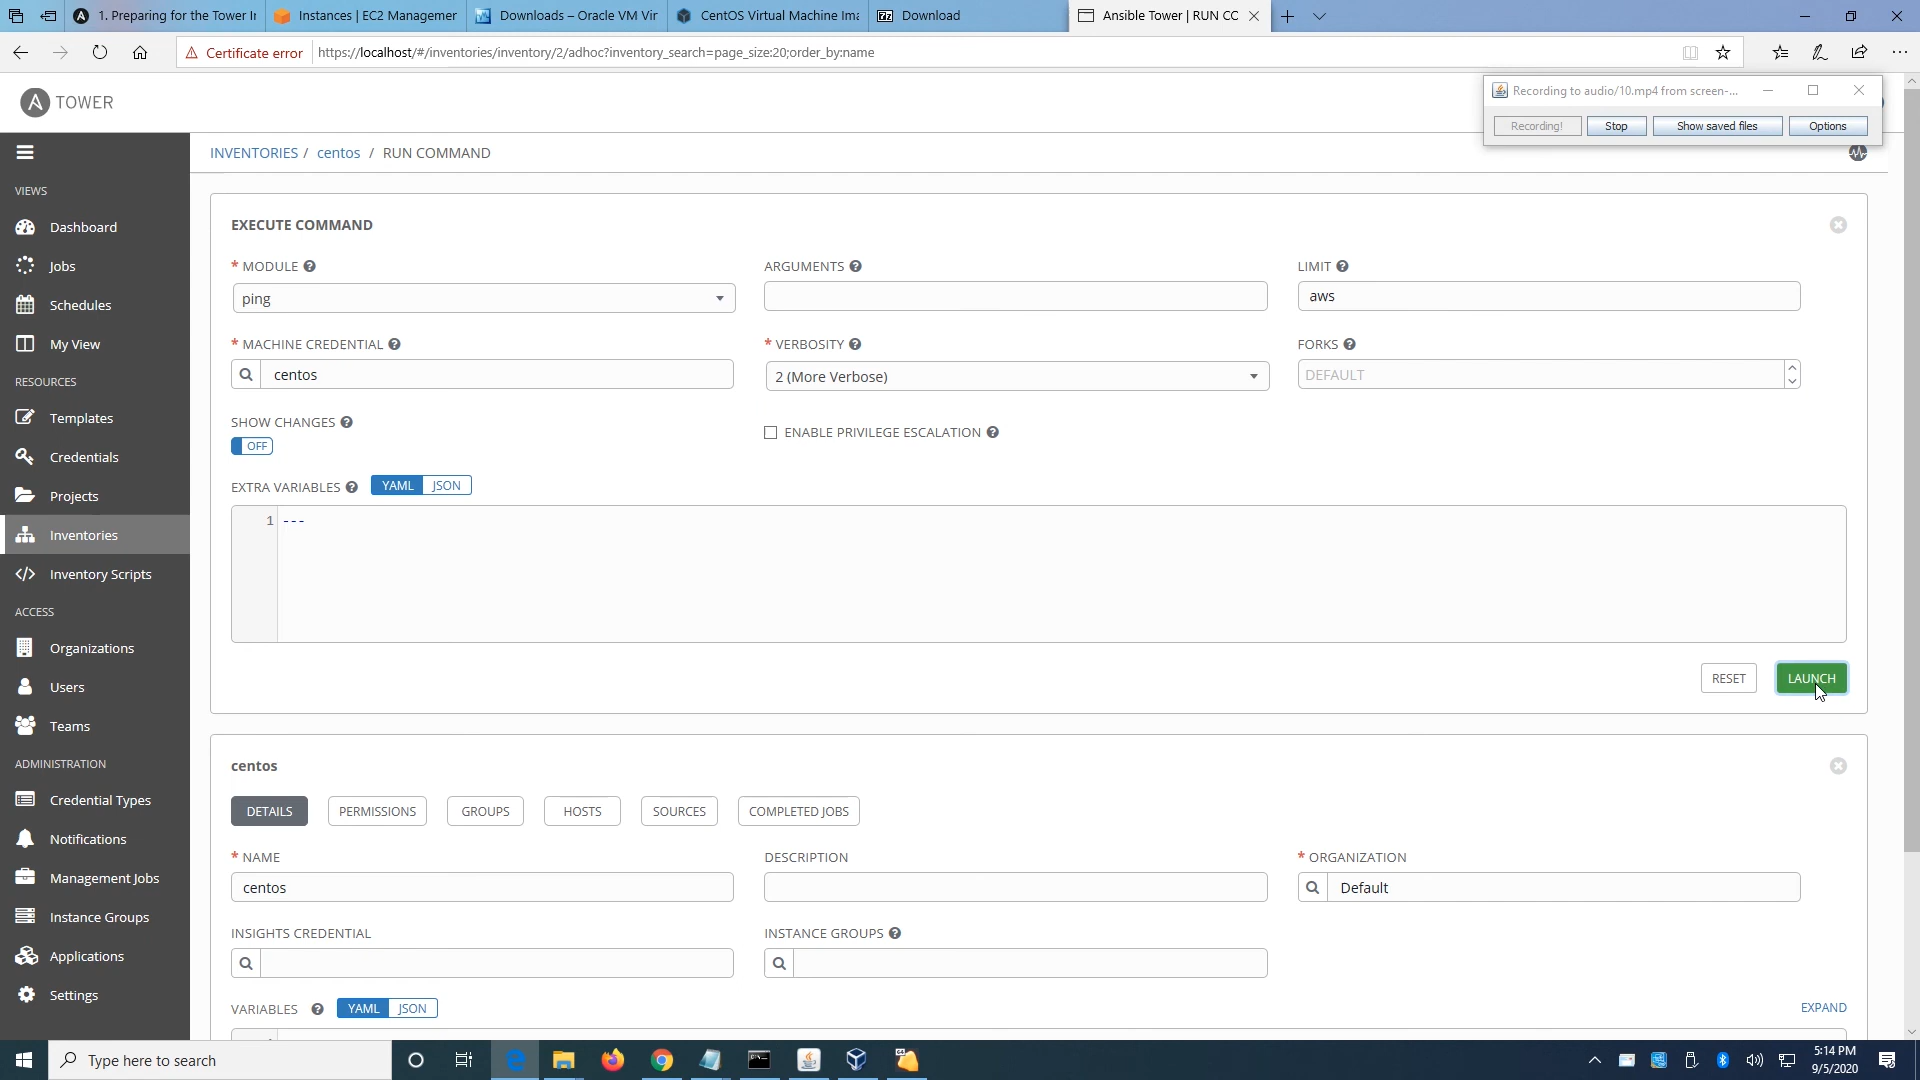 1. Preparing for the Tower Ir
Instances | EC2 Managemer
Downloads – Oracle VM Vir
CentOS Virtual Machine Ima
Download
Ansible Tower | RUN CC
Certificate error
https://localhost/#/inventories/inventory/2/adhoc?inventory_search=page_size:20;order_by:name
A TOWER
Recording to audio/10.mp4 from screen-...
Recording!
Stop
Show saved files
Options
INVENTORIES / centos / RUN COMMAND
VIEWS
Dashboard
Jobs
Schedules
My View
RESOURCES
Templates
Credentials
Projects
Inventories
Inventory Scripts
ACCESS
Organizations
Users
Teams
ADMINISTRATION
Credential Types
Notifications
Management Jobs
Instance Groups
Applications
Settings
EXECUTE COMMAND
* MODULE
ping
ARGUMENTS
LIMIT
aws
* MACHINE CREDENTIAL
centos
* VERBOSITY
2 (More Verbose)
FORKS
DEFAULT
SHOW CHANGES
OFF
ENABLE PRIVILEGE ESCALATION
EXTRA VARIABLES
YAML JSON
1 ---
RESET
LAUNCH
centos
DETAILS
PERMISSIONS
GROUPS
HOSTS
SOURCES
COMPLETED JOBS
* NAME
centos
DESCRIPTION
* ORGANIZATION
Default
INSIGHTS CREDENTIAL
INSTANCE GROUPS
VARIABLES
YAML JSON
EXPAND
Type here to search
5:14 PM
9/5/2020